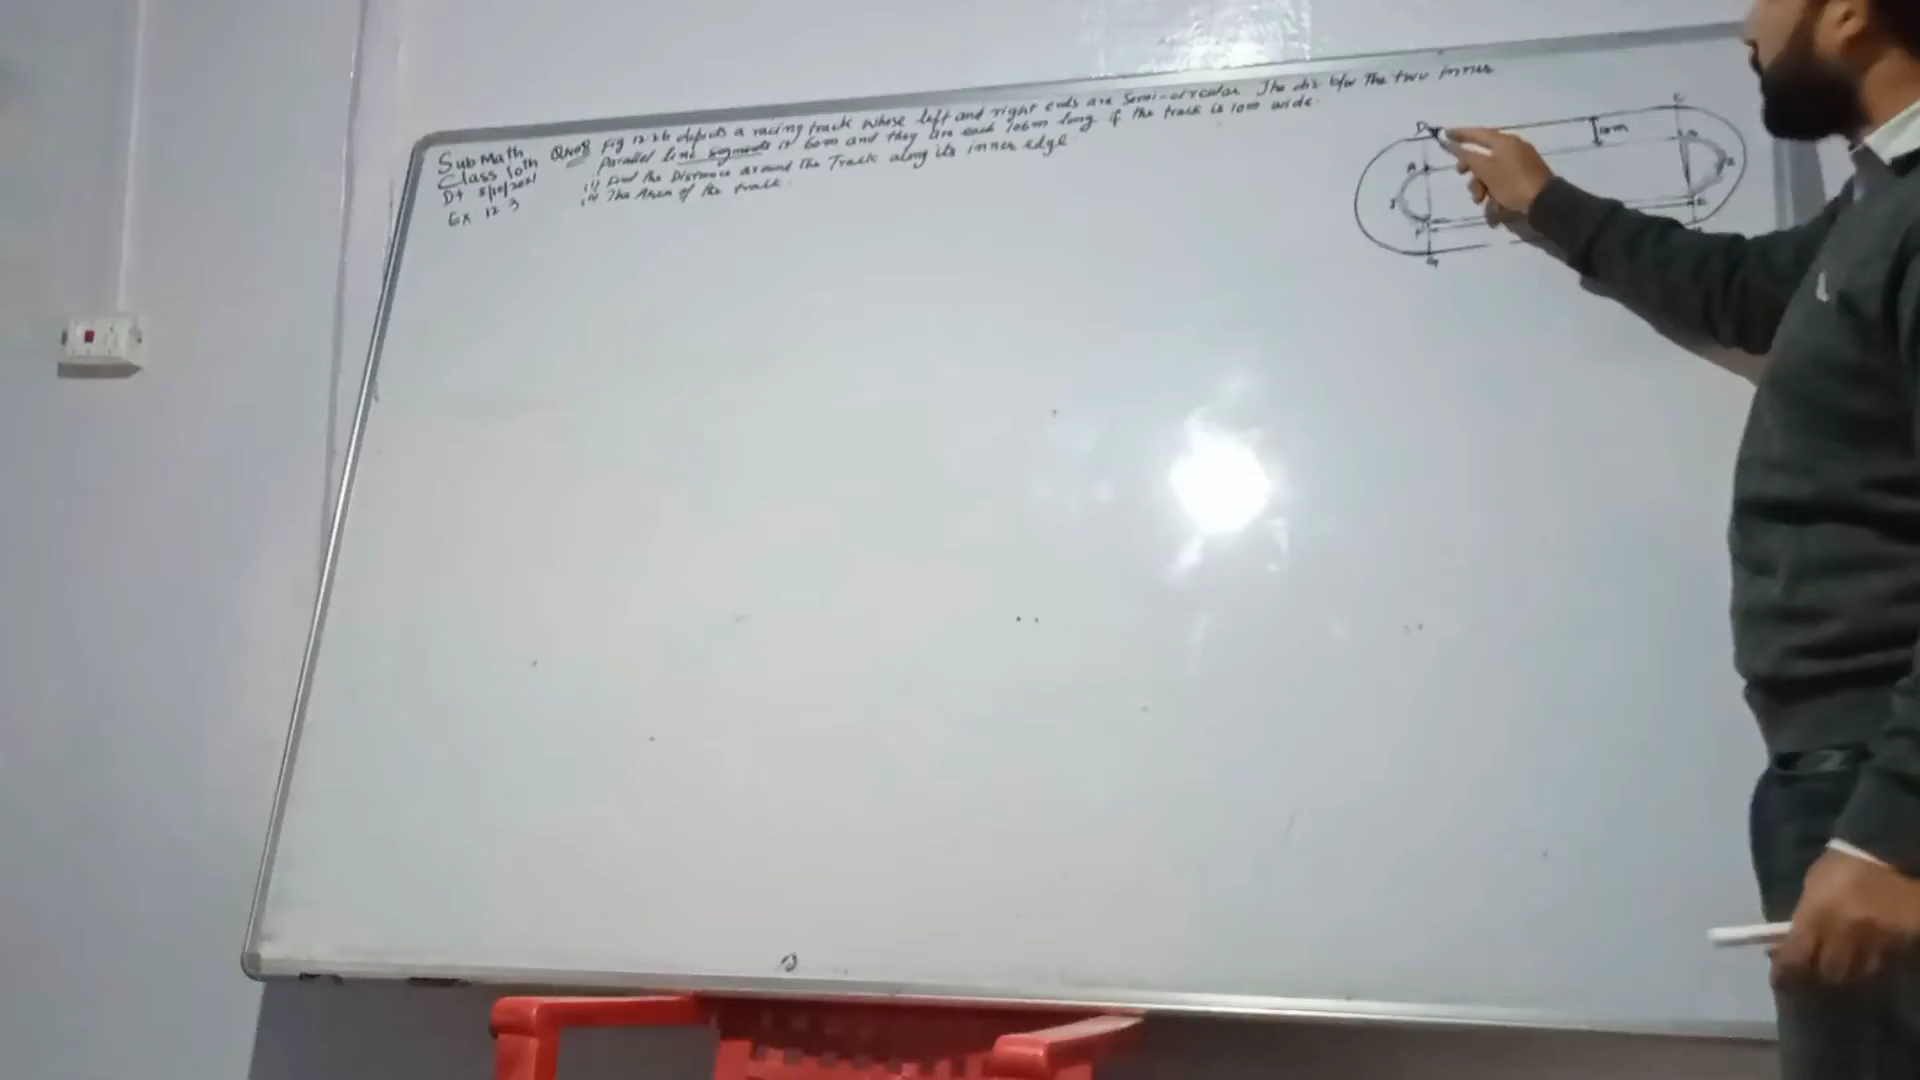 Sub Math
Class 10th
Dt 5/10/2021
Ex 12.3
QNo8 Fig 12.26 depicts a racing track whose left and right ends are Semi-circular. The dis b/w The two inner
Parallel line segments is 60m and they are each 106m long if the track is 10m wide.
(i) Find the Distance around The Track along its inner edge.
(ii) The Area of the track.
D
C
10m
A
G